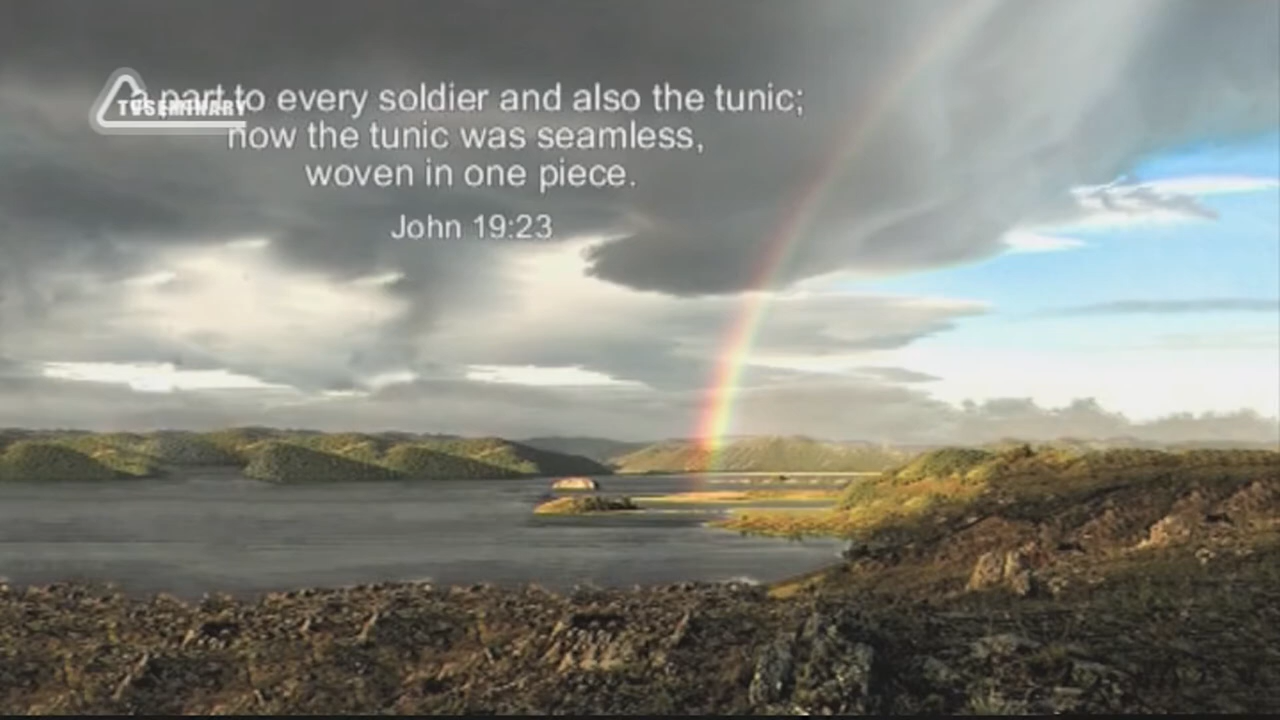 TVSEMINARY
a part to every soldier and also the tunic;
now the tunic was seamless,
woven in one piece.
John 19:23